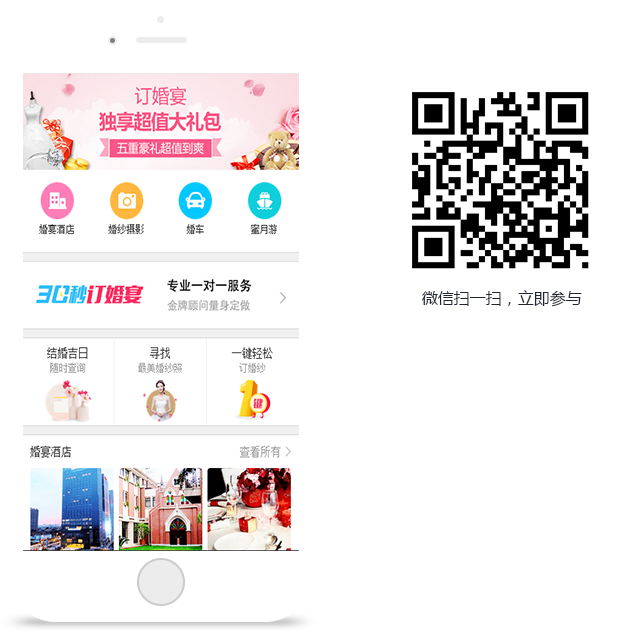 订婚宴
独享超值大礼包
五重豪礼超值到爽
婚宴酒店
婚纱摄影
婚车
蜜月游
30秒订婚宴
专业一对一服务
金牌顾问量身定做
结婚吉日
随时查询
寻找
最美婚纱照
一键轻松
订婚纱
键
婚宴酒店
查看所有
微信扫一扫，立即参与